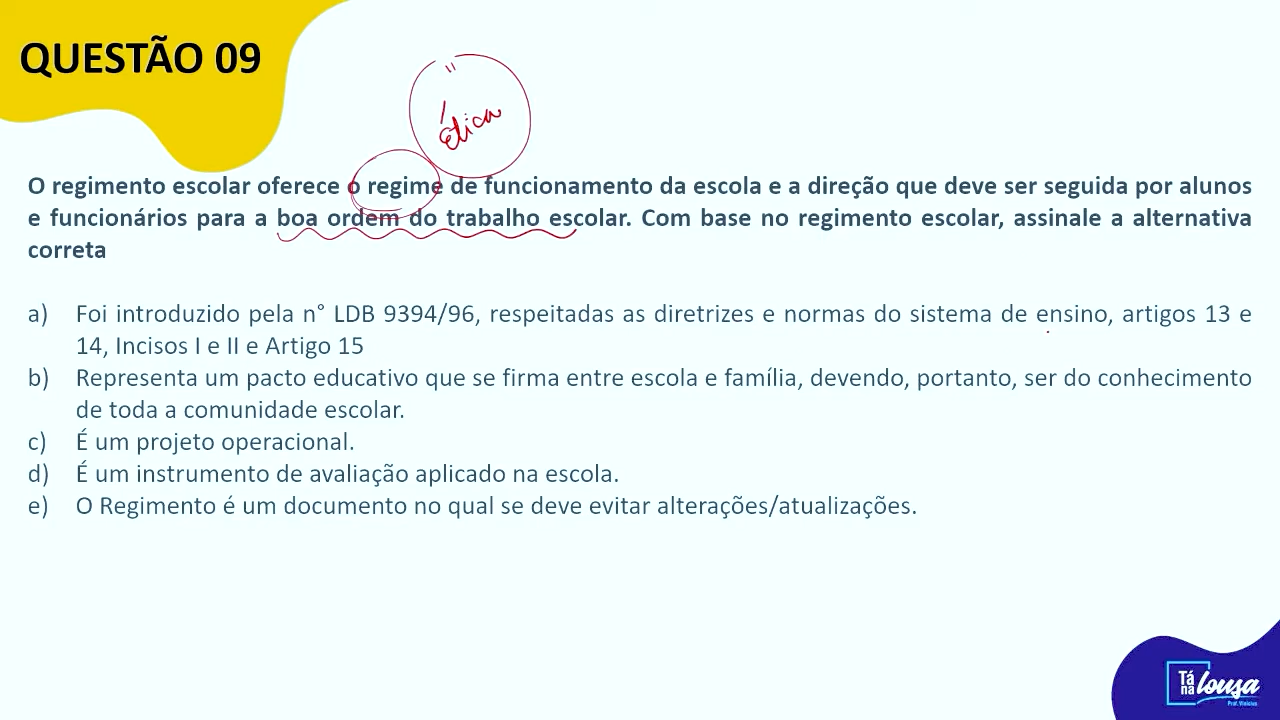 QUESTÃO 09
ética
O regimento escolar oferece o regime de funcionamento da escola e a direção que deve ser seguida por alunos
e funcionários para a boa ordem do trabalho escolar. Com base no regimento escolar, assinale a alternativa
correta
a) Foi introduzido pela n° LDB 9394/96, respeitadas as diretrizes e normas do sistema de ensino, artigos 13 e
14, Incisos I e II e Artigo 15
b) Representa um pacto educativo que se firma entre escola e família, devendo, portanto, ser do conhecimento
de toda a comunidade escolar.
c) É um projeto operacional.
d) É um instrumento de avaliação aplicado na escola.
e) O Regimento é um documento no qual se deve evitar alterações/atualizações.
Tá
na lousa
Prof. Vinicius